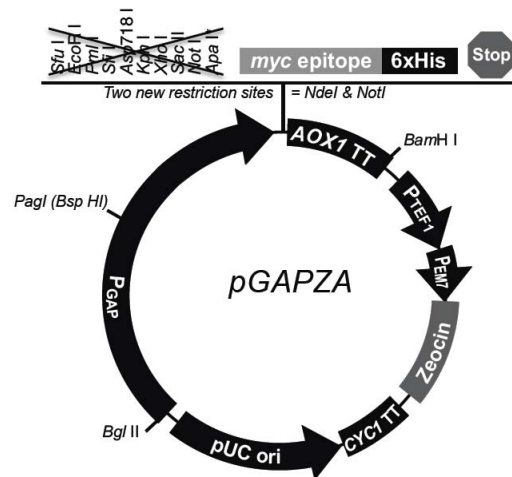 Sfu I
EcoR I
Pml I
Sfi I
Asp718 I
Kpn I
Xho I
Sac II
Not I
Apa I
myc epitope
6xHis
Stop
Two new restriction sites = NdeI & NotI
AOX1 TT
BamH I
PTEF1
PEM7
PagI (Bsp HI)
pGAPZA
PGAP
Zeocin
Bgl II
pUC ori
CYC1 TT